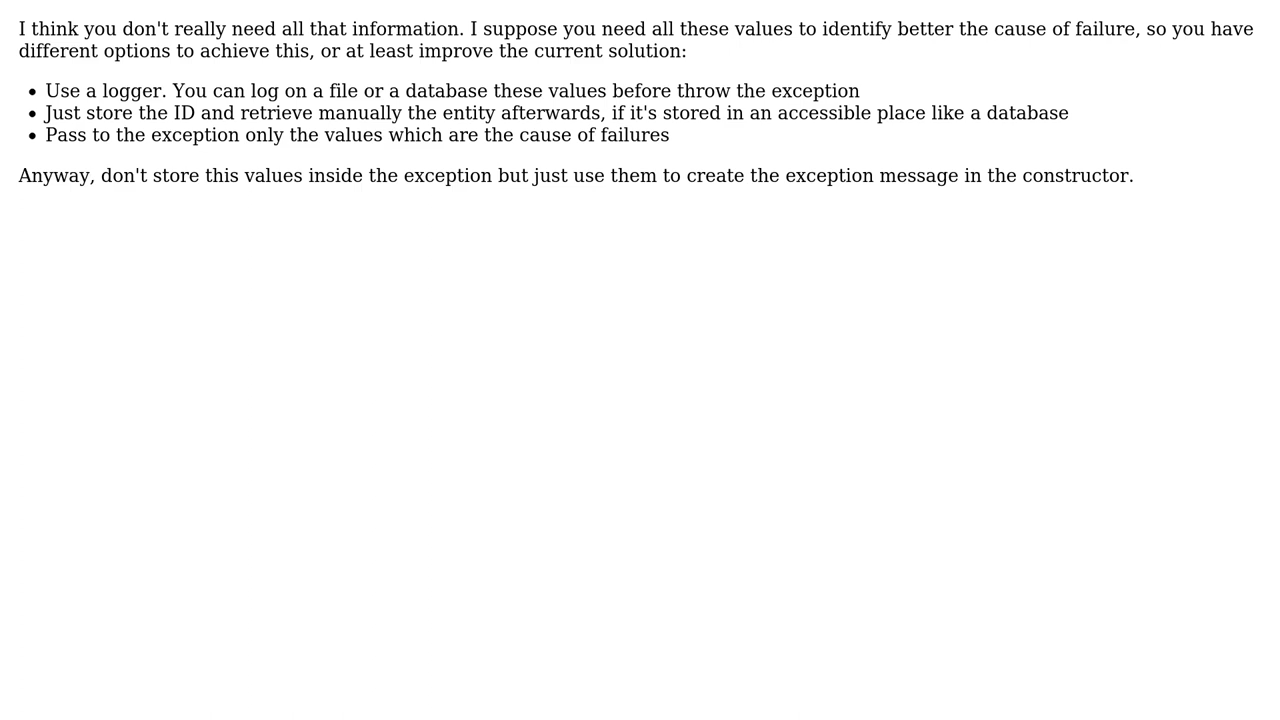 I think you don't really need all that information. I suppose you need all these values to identify better the cause of failure, so you have
different options to achieve this, or at least improve the current solution:
• Use a logger. You can log on a file or a database these values before throw the exception
• Just store the ID and retrieve manually the entity afterwards, if it's stored in an accessible place like a database
• Pass to the exception only the values which are the cause of failures
Anyway, don't store this values inside the exception but just use them to create the exception message in the constructor.